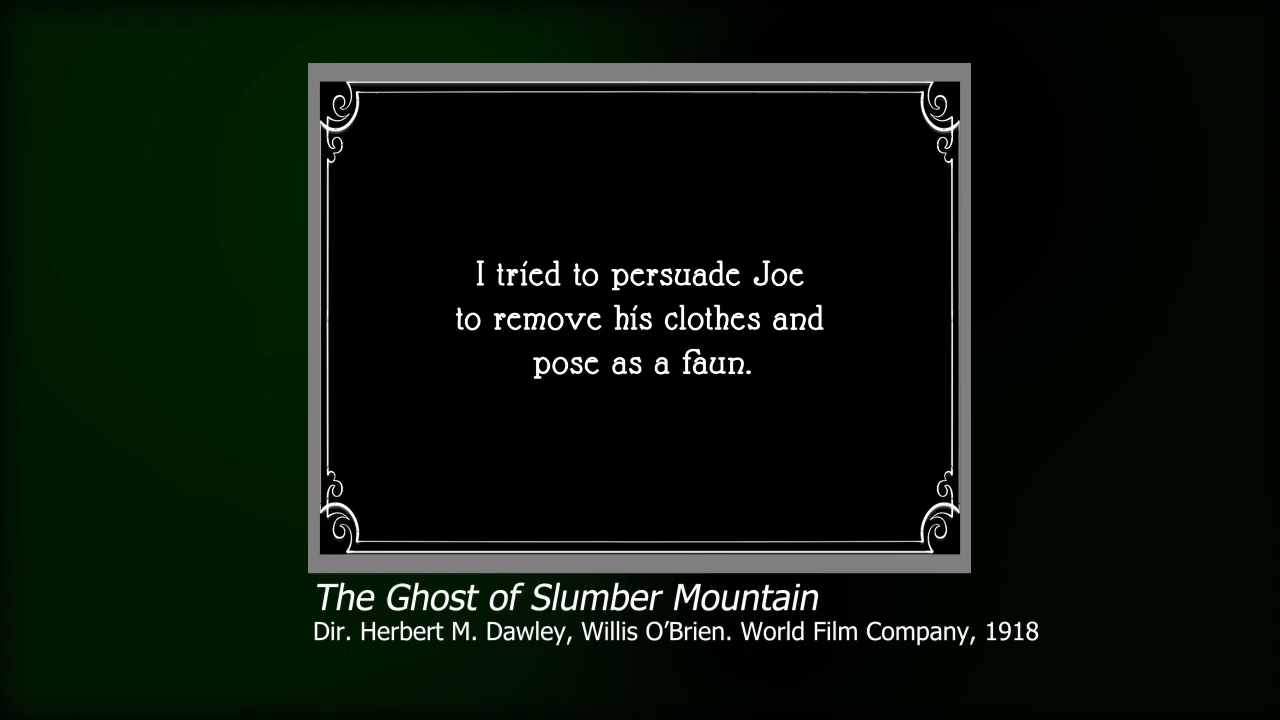 I tried to persuade Joe
to remove his clothes and
pose as a faun.
The Ghost of Slumber Mountain
Dir. Herbert M. Dawley, Willis O’Brien. World Film Company, 1918